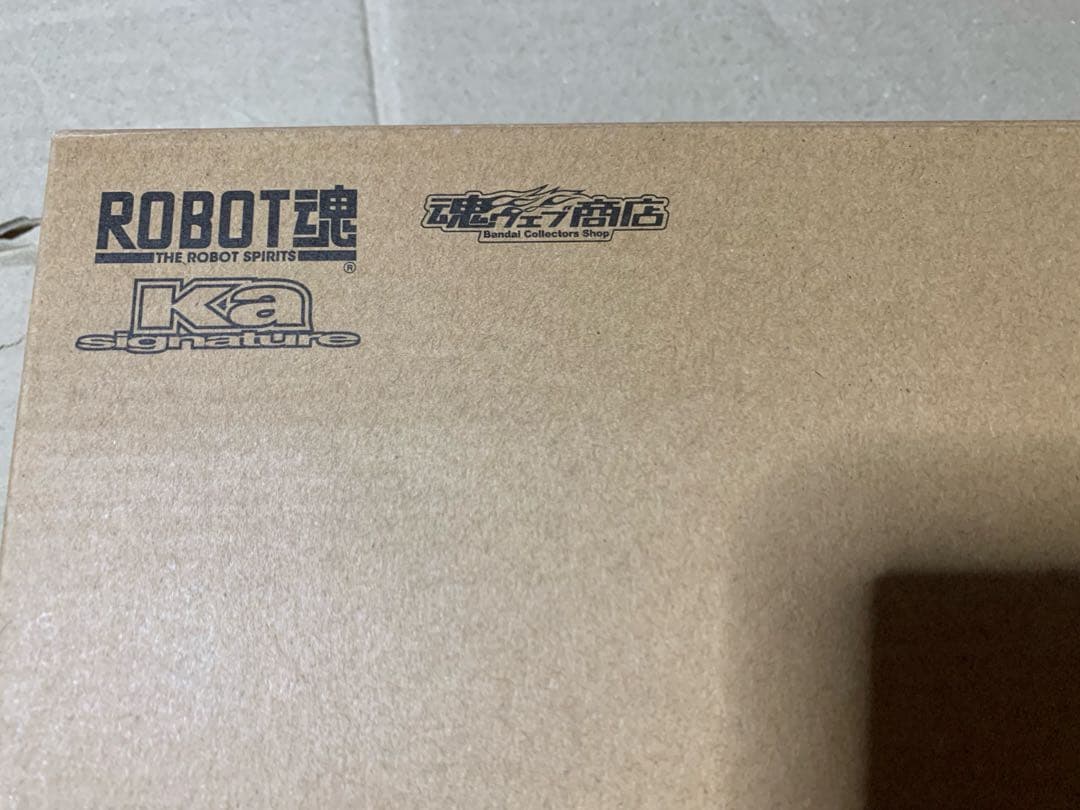 ROBOT魂
THE ROBOT SPIRITS
®
Ka
signature
魂ウェブ商店
Bandai Collectors Shop